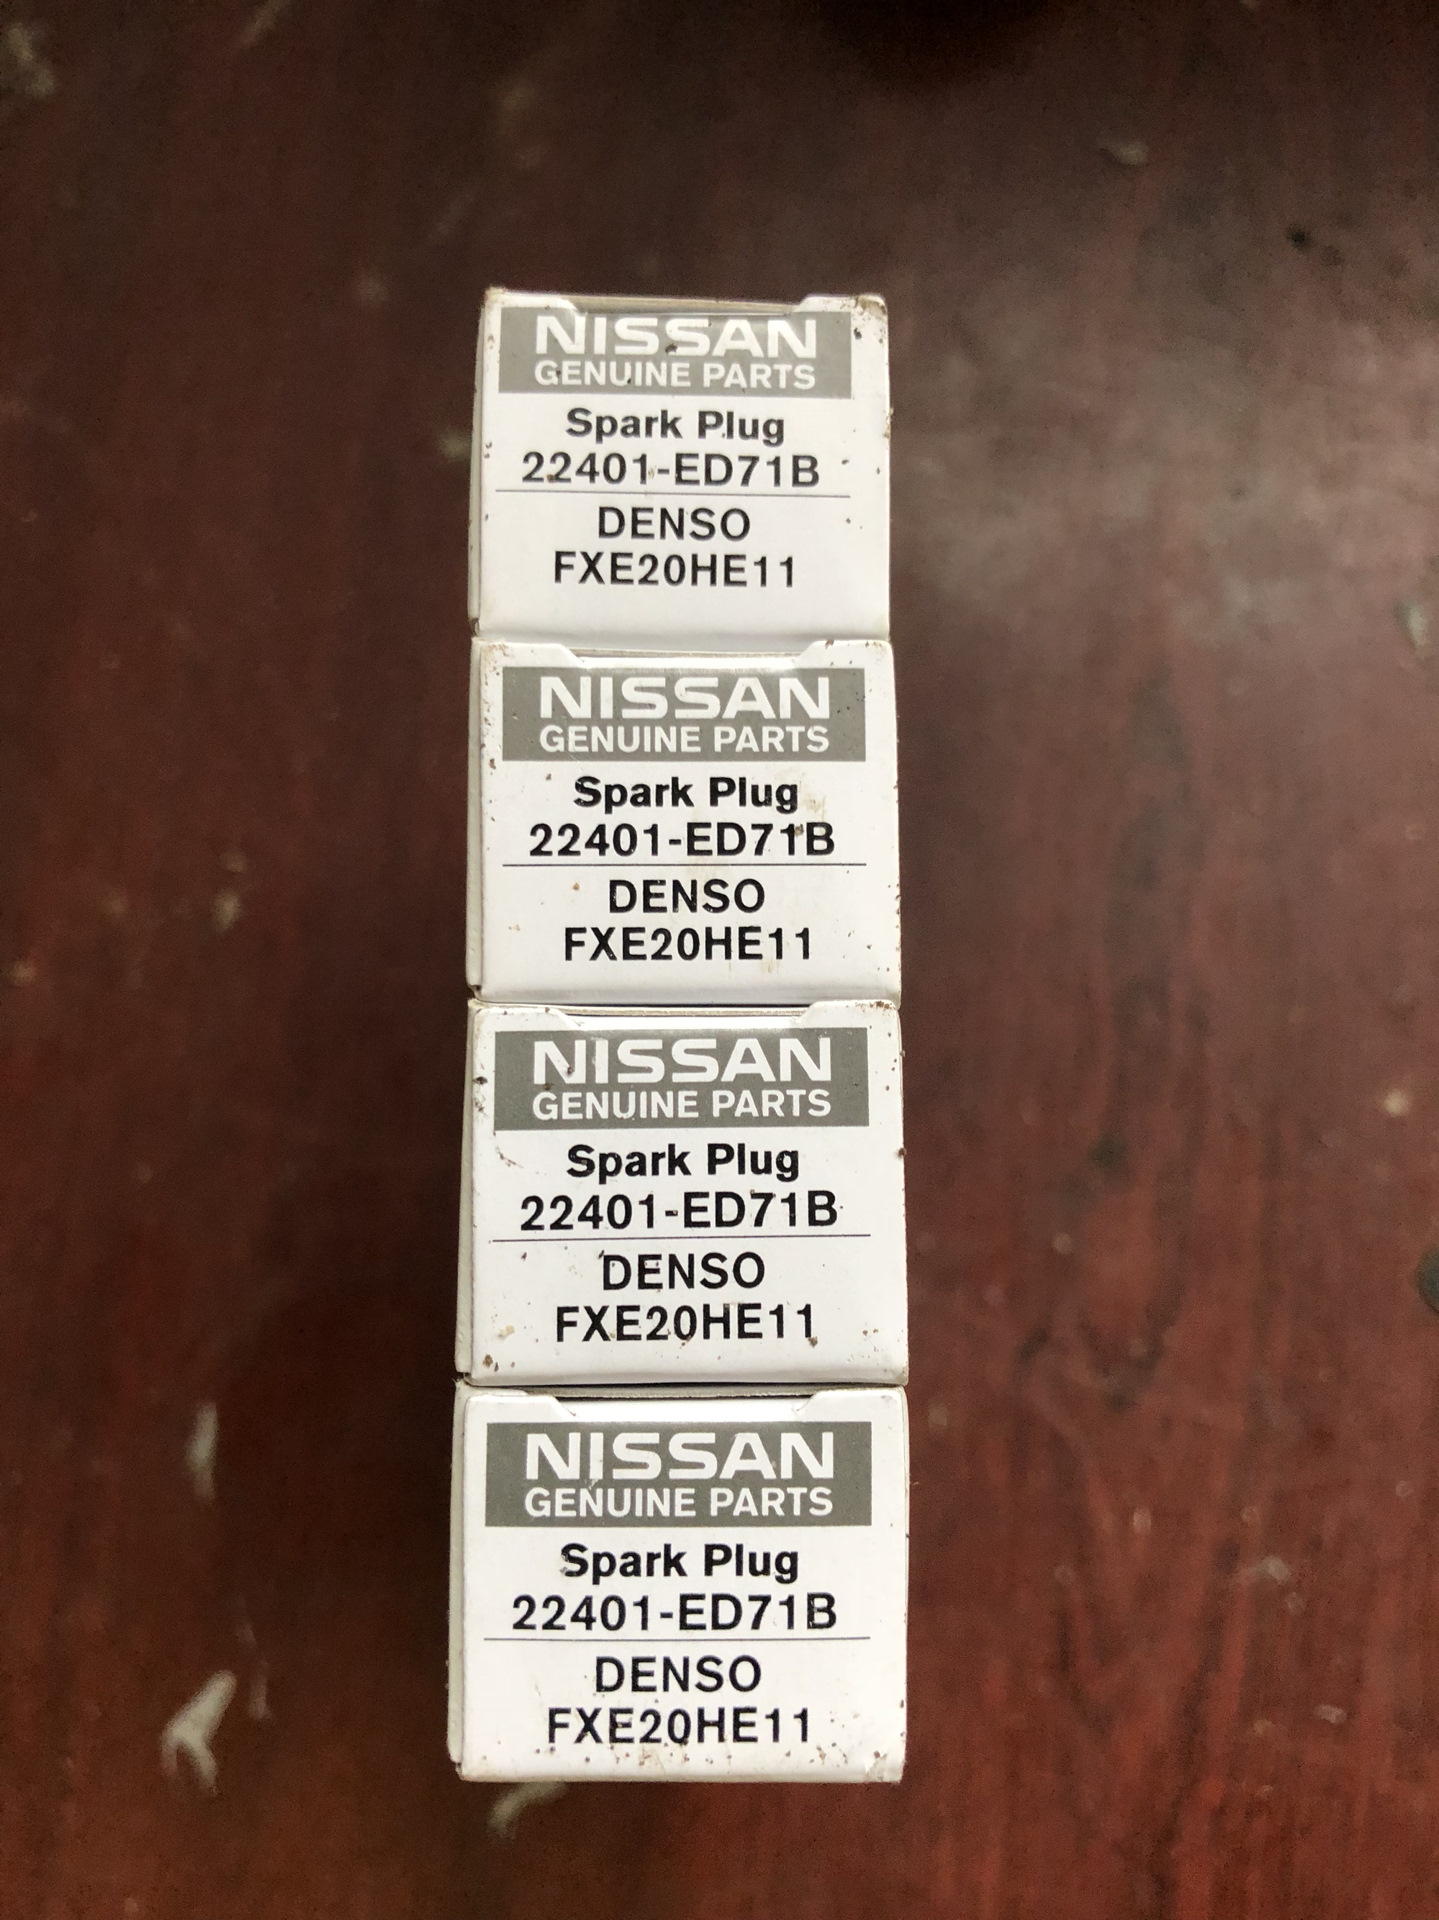 NISSAN
GENUINE PARTS
Spark Plug
22401-ED71B
DENSO
FXE20HE11
NISSAN
GENUINE PARTS
Spark Plug
22401-ED71B
DENSO
FXE20HE11
NISSAN
GENUINE PARTS
Spark Plug
22401-ED71B
DENSO
FXE20HE11
NISSAN
GENUINE PARTS
Spark Plug
22401-ED71B
DENSO
FXE20HE11